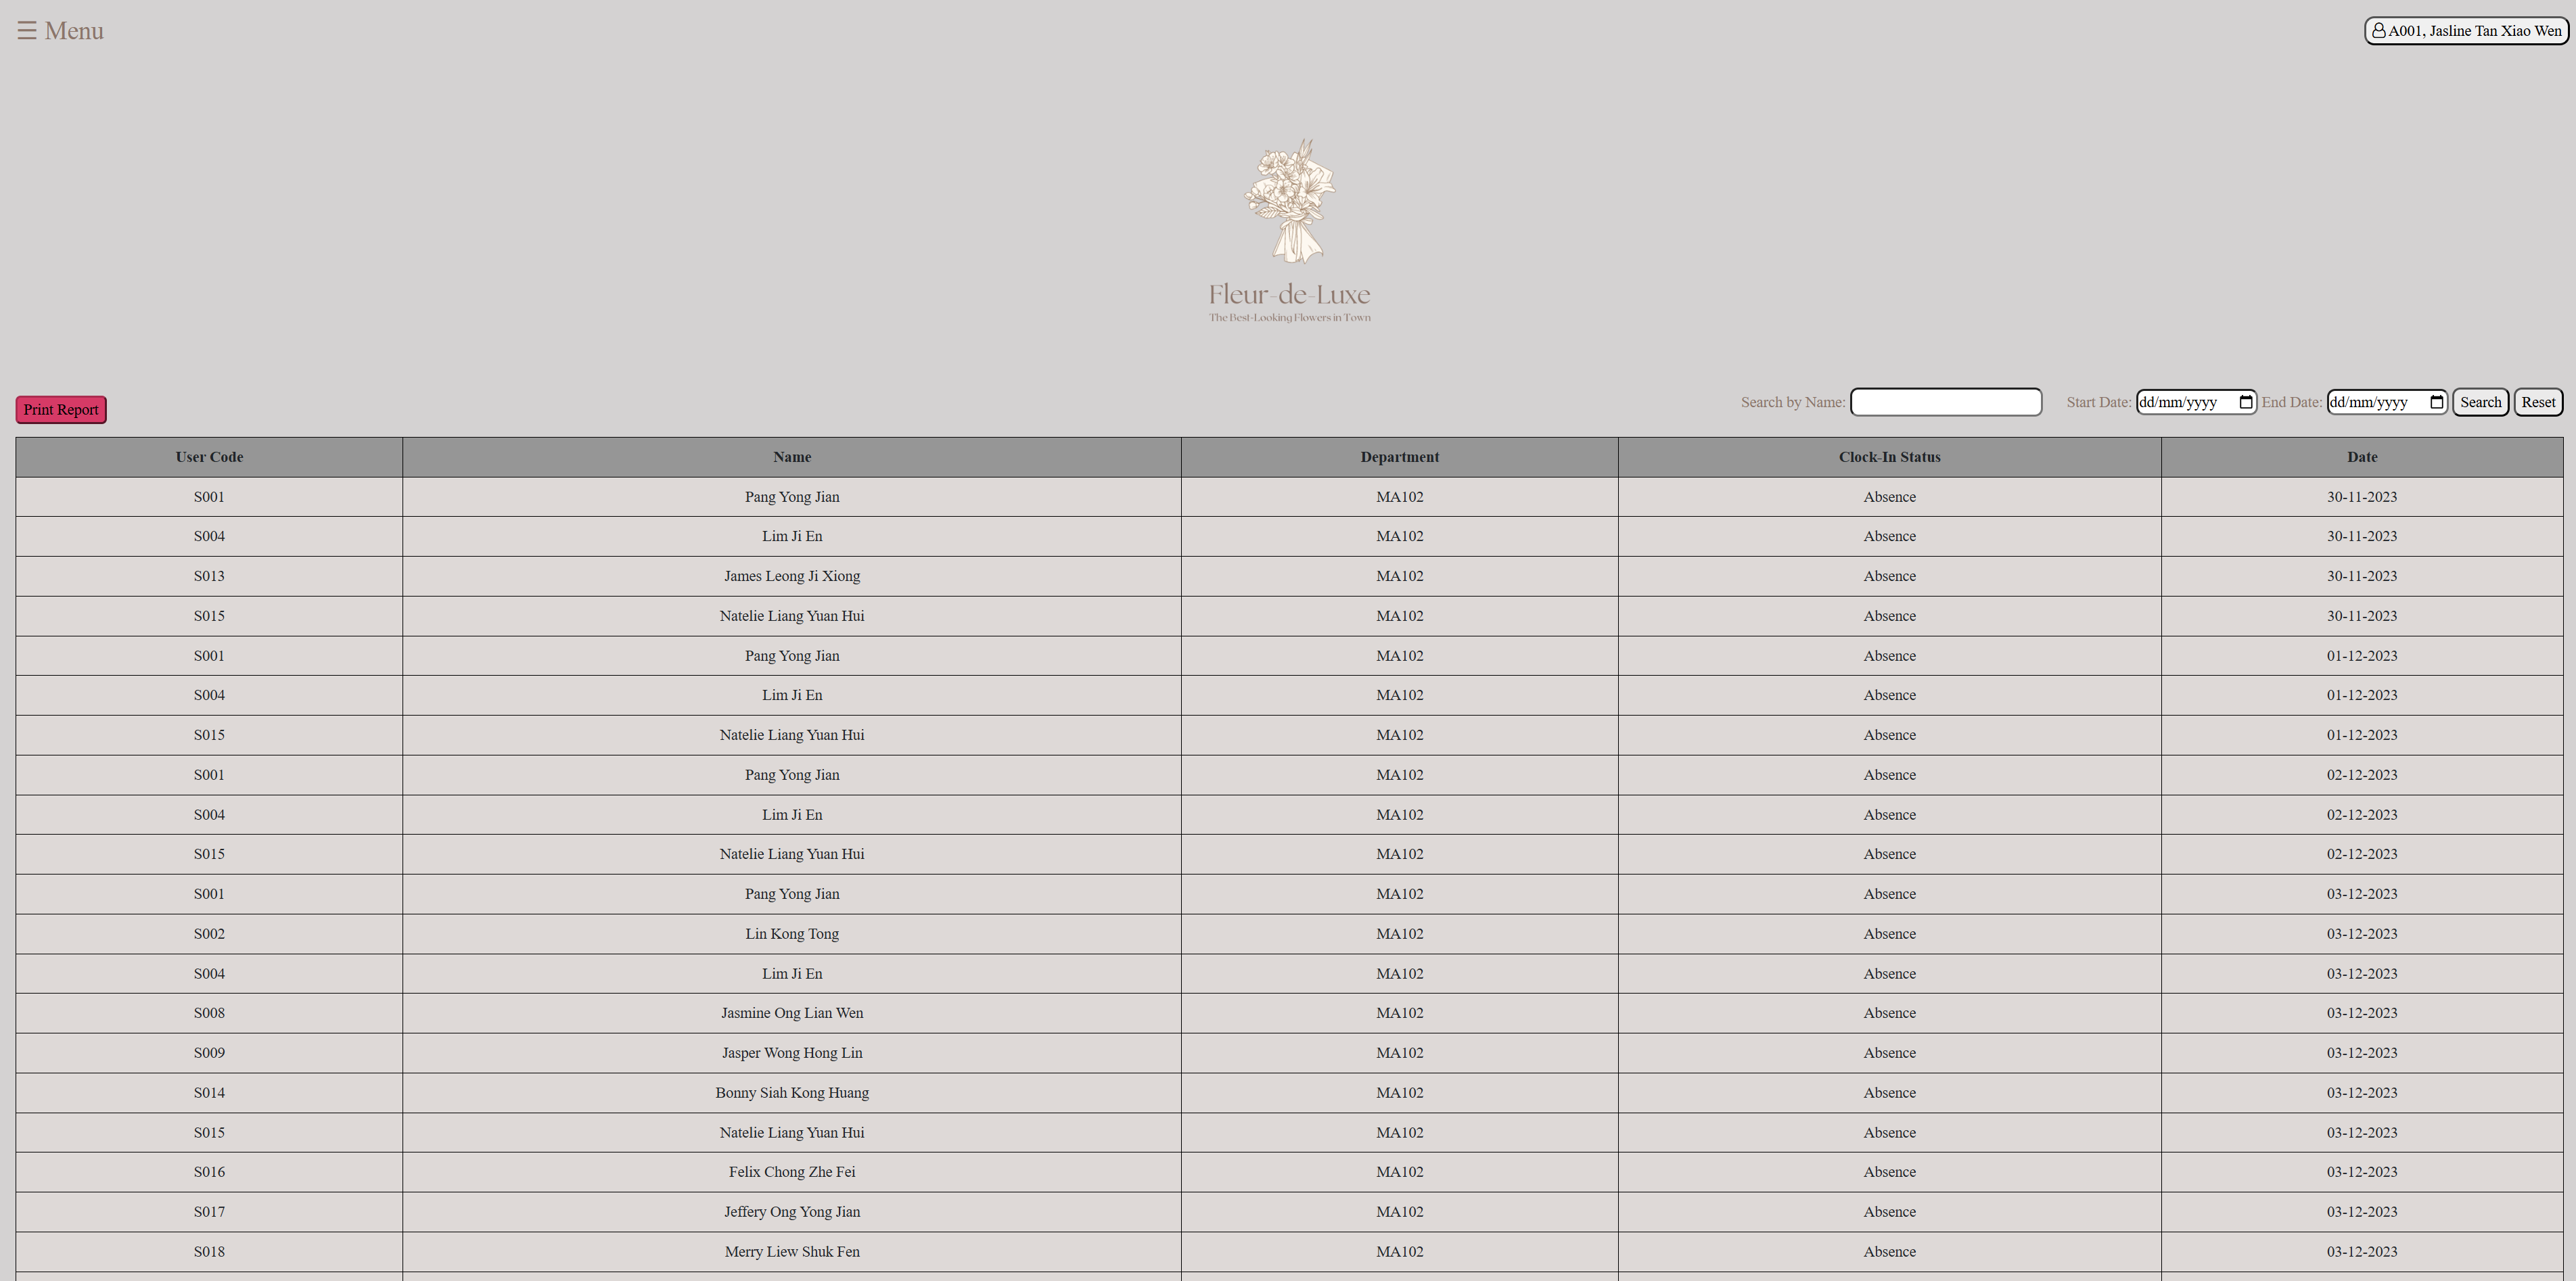 ☰ Menu
A001, Jasline Tan Xiao Wen
Fleur-de-Luxe
The Best-Looking Flowers in Town
Print Report
Search by Name: Start Date: dd/mm/yyyy End Date: dd/mm/yyyy Search Reset
User Code Name Department Clock-In Status Date
S001 Pang Yong Jian MA102 Absence 30-11-2023
S004 Lim Ji En MA102 Absence 30-11-2023
S013 James Leong Ji Xiong MA102 Absence 30-11-2023
S015 Natelie Liang Yuan Hui MA102 Absence 30-11-2023
S001 Pang Yong Jian MA102 Absence 01-12-2023
S004 Lim Ji En MA102 Absence 01-12-2023
S015 Natelie Liang Yuan Hui MA102 Absence 01-12-2023
S001 Pang Yong Jian MA102 Absence 02-12-2023
S004 Lim Ji En MA102 Absence 02-12-2023
S015 Natelie Liang Yuan Hui MA102 Absence 02-12-2023
S001 Pang Yong Jian MA102 Absence 03-12-2023
S002 Lin Kong Tong MA102 Absence 03-12-2023
S004 Lim Ji En MA102 Absence 03-12-2023
S008 Jasmine Ong Lian Wen MA102 Absence 03-12-2023
S009 Jasper Wong Hong Lin MA102 Absence 03-12-2023
S014 Bonny Siah Kong Huang MA102 Absence 03-12-2023
S015 Natelie Liang Yuan Hui MA102 Absence 03-12-2023
S016 Felix Chong Zhe Fei MA102 Absence 03-12-2023
S017 Jeffery Ong Yong Jian MA102 Absence 03-12-2023
S018 Merry Liew Shuk Fen MA102 Absence 03-12-2023